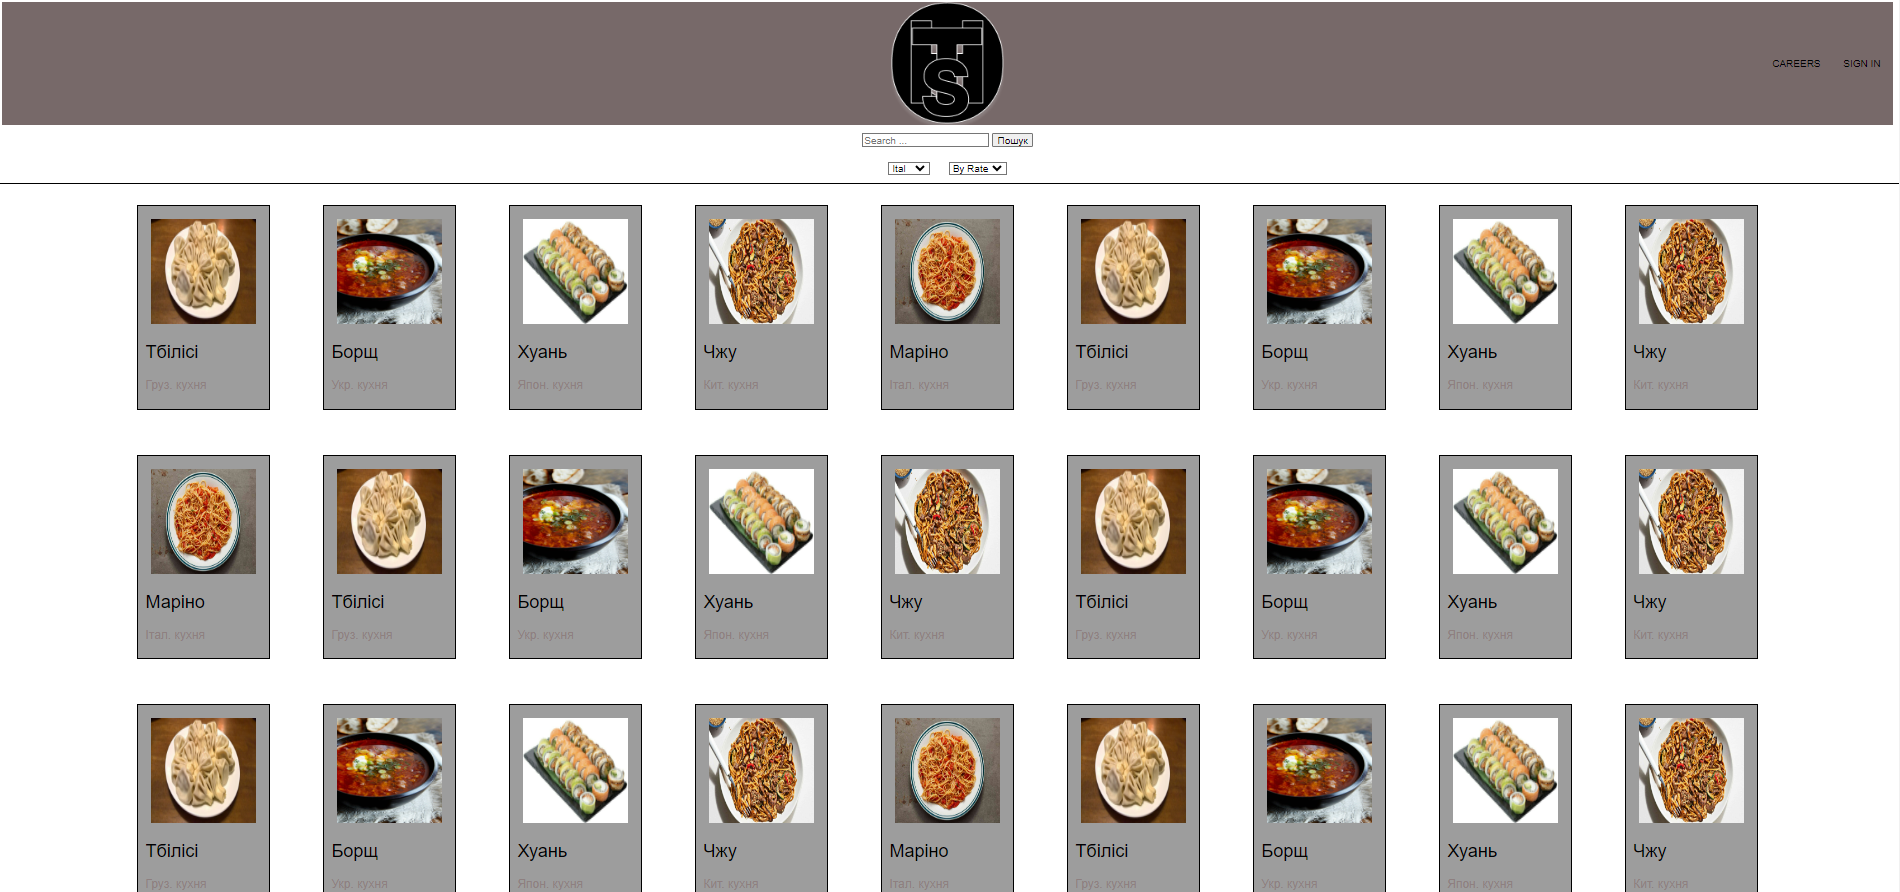 HTS
CAREERS SIGN IN
Search ... Пошук
Ital By Rate
Тбілісі Борщ Хуань Чжу Маріно Тбілісі Борщ Хуань Чжу
Груз. кухня Укр. кухня Япон. кухня Кит. кухня Італ. кухня Груз. кухня Укр. кухня Япон. кухня Кит. кухня
Маріно Тбілісі Борщ Хуань Чжу Тбілісі Борщ Хуань Чжу
Італ. кухня Груз. кухня Укр. кухня Япон. кухня Кит. кухня Груз. кухня Укр. кухня Япон. кухня Кит. кухня
Тбілісі Борщ Хуань Чжу Маріно Тбілісі Борщ Хуань Чжу
Груз. кухня Укр. кухня Япон. кухня Кит. кухня Італ. кухня Груз. кухня Укр. кухня Япон. кухня Кит. кухня